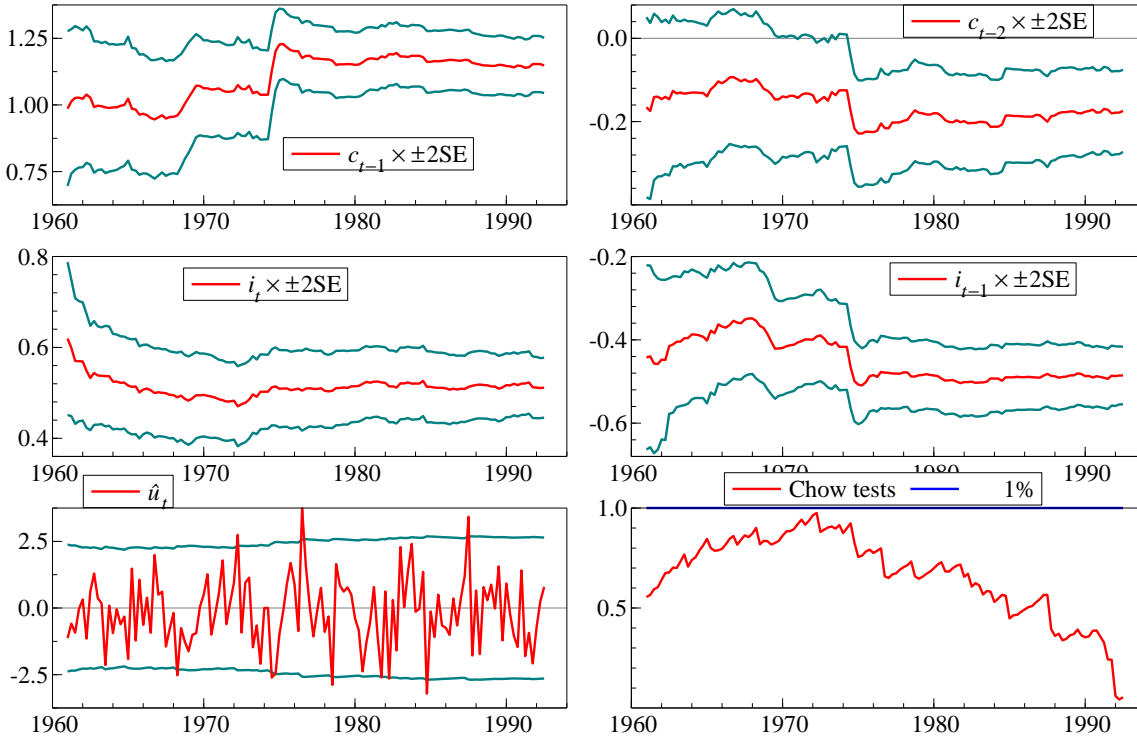 1.25
1.00
0.75
c_{t−1} × ±2SE
1960 1970 1980 1990
0.0
-0.2
c_{t−2} × ±2SE
1960 1970 1980 1990
0.8
0.6
0.4
i_t × ±2SE
1960 1970 1980 1990
-0.2
-0.4
-0.6
i_{t−1} × ±2SE
1960 1970 1980 1990
û_t
2.5
0.0
-2.5
1960 1970 1980 1990
Chow tests 1%
1.0
0.5
1960 1970 1980 1990